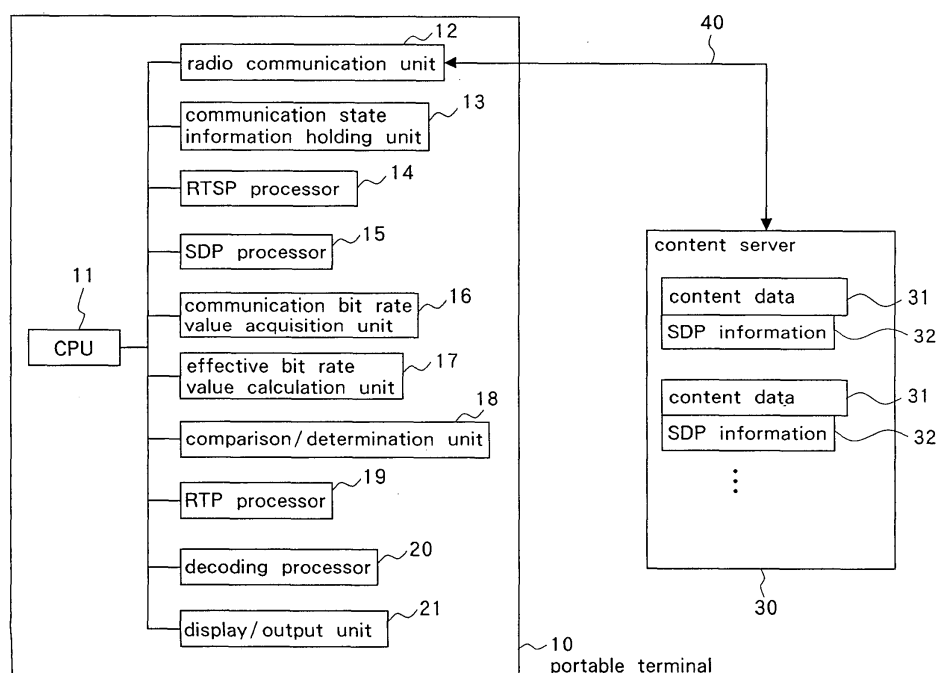 12
radio communication unit
40
13
communication state
information holding unit
14
RTSP processor
15
SDP processor
content server
11
16
communication bit rate
value acquisition unit
content data
31
SDP information
32
CPU
17
effective bit rate
value calculation unit
18
comparison/determination unit
content data
31
SDP information
32
19
RTP processor
20
decoding processor
30
21
display/output unit
10
portable terminal